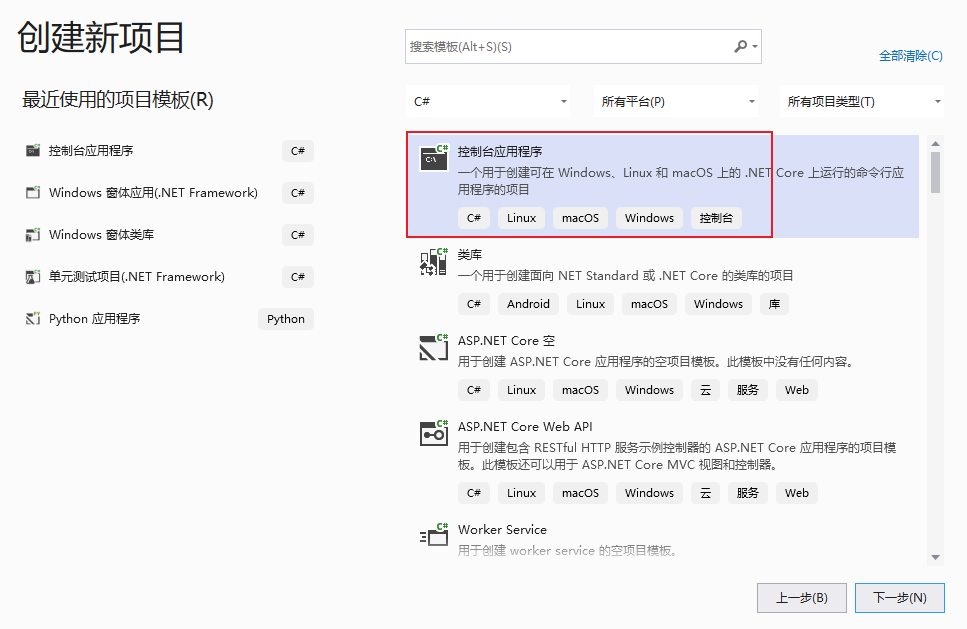 创建新项目
最近使用的项目模板(R)
控制台应用程序 C#
Windows 窗体应用(.NET Framework) C#
Windows 窗体类库 C#
单元测试项目(.NET Framework) C#
Python 应用程序 Python
搜索模板(Alt+S)(S)
全部清除(C)
C# 所有平台(P) 所有项目类型(T)
C#
C:\
控制台应用程序
一个用于创建可在 Windows、Linux 和 macOS 上的 .NET Core 上运行的命令行应
用程序的项目
C# Linux macOS Windows 控制台
C#
类库
一个用于创建面向 NET Standard 或 .NET Core 的类库的项目
C# Android Linux macOS Windows 库
C#
ASP.NET Core 空
用于创建 ASP.NET Core 应用程序的空项目模板。此模板中没有任何内容。
C# Linux macOS Windows 云 服务 Web
C#
ASP.NET Core Web API
用于创建包含 RESTful HTTP 服务示例控制器的 ASP.NET Core 应用程序的项目模
板。此模板还可以用于 ASP.NET Core MVC 视图和控制器。
C# Linux macOS Windows 云 服务 Web
C#
Worker Service
用于创建 worker service 的空项目模板。
上一步(B) 下一步(N)